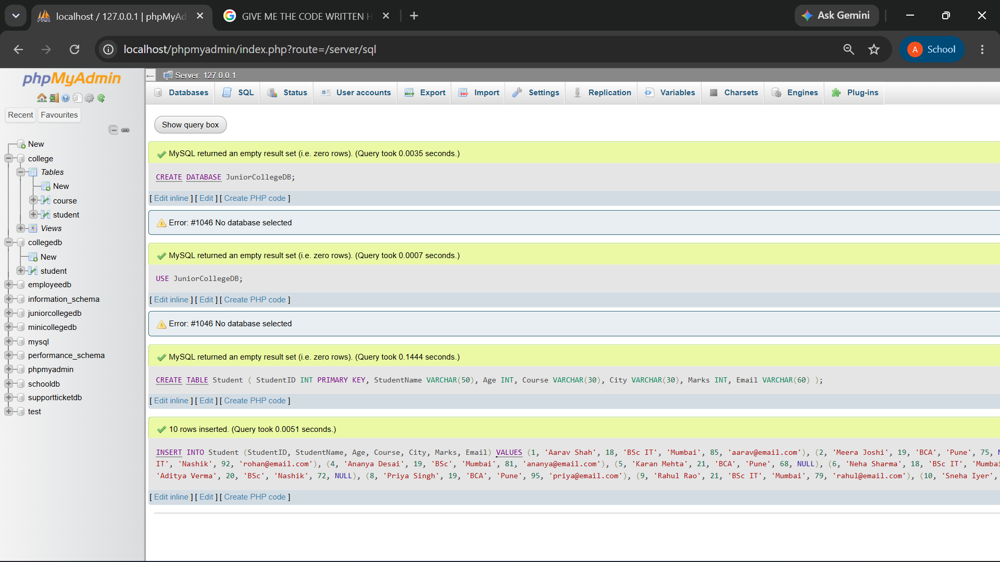 localhost / 127.0.0.1 | phpMyAd
GIVE ME THE CODE WRITTEN H
Ask Gemini
localhost/phpmyadmin/index.php?route=/server/sql
A School
phpMyAdmin
Recent Favourites
New
college
Tables
New
course
student
Views
collegedb
New
student
employeedb
information_schema
juniorcollegedb
minicollegedb
mysql
performance_schema
phpmyadmin
schooldb
supportticketdb
test
Server: 127.0.0.1
Databases SQL Status User accounts Export Import Settings Replication Variables Charsets Engines Plug-ins
Show query box
MySQL returned an empty result set (i.e. zero rows). (Query took 0.0035 seconds.)
CREATE DATABASE JuniorCollegeDB;
[ Edit inline ] [ Edit ] [ Create PHP code ]
Error: #1046 No database selected
MySQL returned an empty result set (i.e. zero rows). (Query took 0.0007 seconds.)
USE JuniorCollegeDB;
[ Edit inline ] [ Edit ] [ Create PHP code ]
Error: #1046 No database selected
MySQL returned an empty result set (i.e. zero rows). (Query took 0.1444 seconds.)
CREATE TABLE Student ( StudentID INT PRIMARY KEY, StudentName VARCHAR(50), Age INT, Course VARCHAR(30), City VARCHAR(30), Marks INT, Email VARCHAR(60) );
[ Edit inline ] [ Edit ] [ Create PHP code ]
10 rows inserted. (Query took 0.0051 seconds.)
INSERT INTO Student (StudentID, StudentName, Age, Course, City, Marks, Email) VALUES (1, 'Aarav Shah', 18, 'BSc IT', 'Mumbai', 85, 'aarav@email.com'), (2, 'Meera Joshi', 19, 'BCA', 'Pune', 75,
IT', 'Nashik', 92, 'rohan@email.com'), (4, 'Ananya Desai', 19, 'BSc', 'Mumbai', 81, 'ananya@email.com'), (5, 'Karan Mehta', 21, 'BCA', 'Pune', 68, NULL), (6, 'Neha Sharma', 18, 'BSc IT', 'Mumbai
'Aditya Verma', 20, 'BSc', 'Nashik', 72, NULL), (8, 'Priya Singh', 19, 'BCA', 'Pune', 95, 'priya@email.com'), (9, 'Rahul Rao', 21, 'BSc IT', 'Mumbai', 79, 'rahul@email.com'), (10, 'Sneha Iyer',
[ Edit inline ] [ Edit ] [ Create PHP code ]